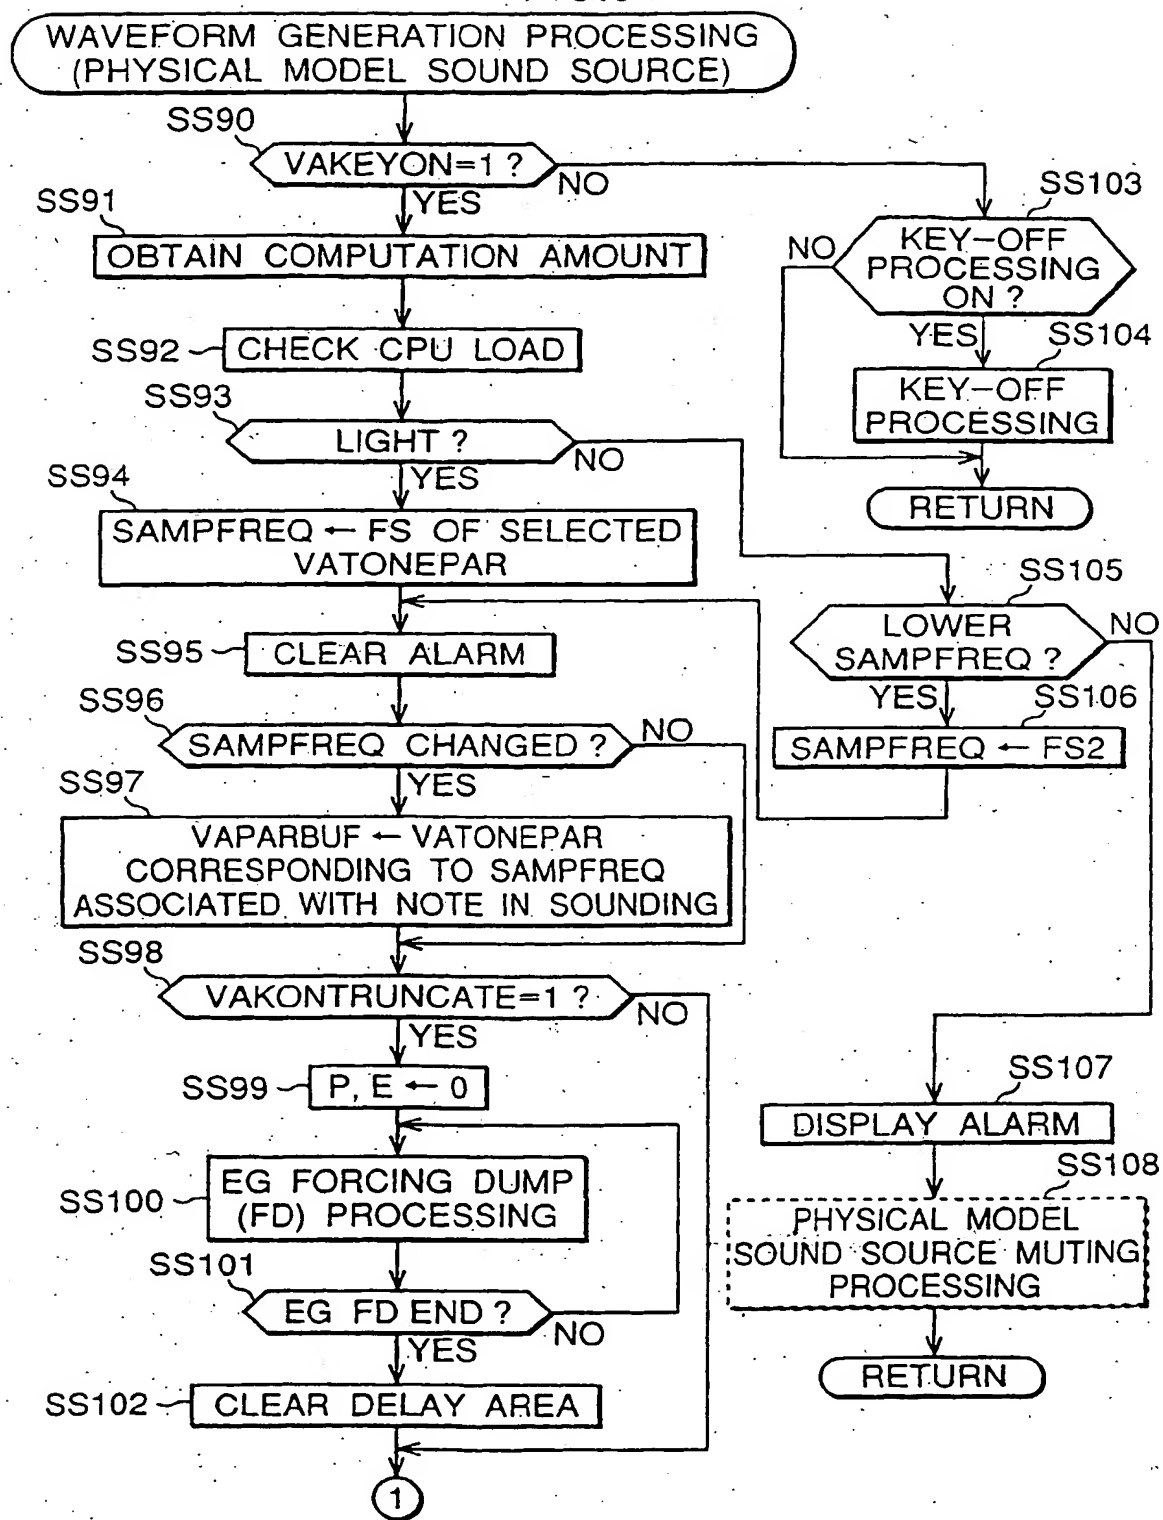 WAVEFORM GENERATION PROCESSING
(PHYSICAL MODEL SOUND SOURCE)
SS90
VAKEYON=1 ?
NO
YES
SS91
OBTAIN COMPUTATION AMOUNT
SS92
CHECK CPU LOAD
SS93
LIGHT ?
NO
YES
SS94
SAMPFREQ ← FS OF SELECTED
VATONEPAR
SS95
CLEAR ALARM
SS96
SAMPFREQ CHANGED ?
NO
YES
SS97
VAPARBUF ← VATONEPAR
CORRESPONDING TO SAMPFREQ
ASSOCIATED WITH NOTE IN SOUNDING
SS98
VAKONTRUNCATE=1 ?
NO
YES
SS99
P, E ← 0
SS100
EG FORCING DUMP
(FD) PROCESSING
SS101
EG FD END ?
NO
YES
SS102
CLEAR DELAY AREA
1
SS103
KEY-OFF
PROCESSING
ON ?
NO
YES
SS104
KEY-OFF
PROCESSING
RETURN
SS105
LOWER
SAMPFREQ ?
NO
YES
SS106
SAMPFREQ ← FS2
SS107
DISPLAY ALARM
SS108
PHYSICAL MODEL
SOUND SOURCE MUTING
PROCESSING
RETURN